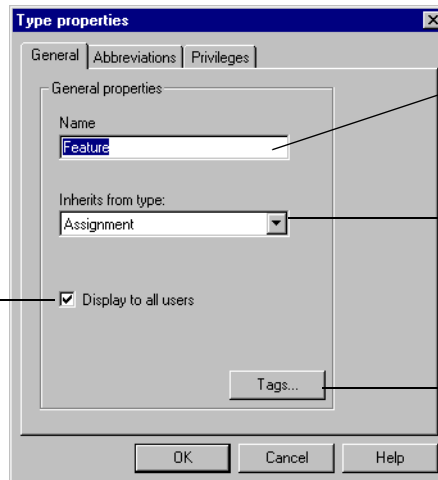 Type properties
General Abbreviations Privileges
General properties
Name
Feature
Inherits from type:
Assignment
Display to all users
Tags...
OK Cancel Help